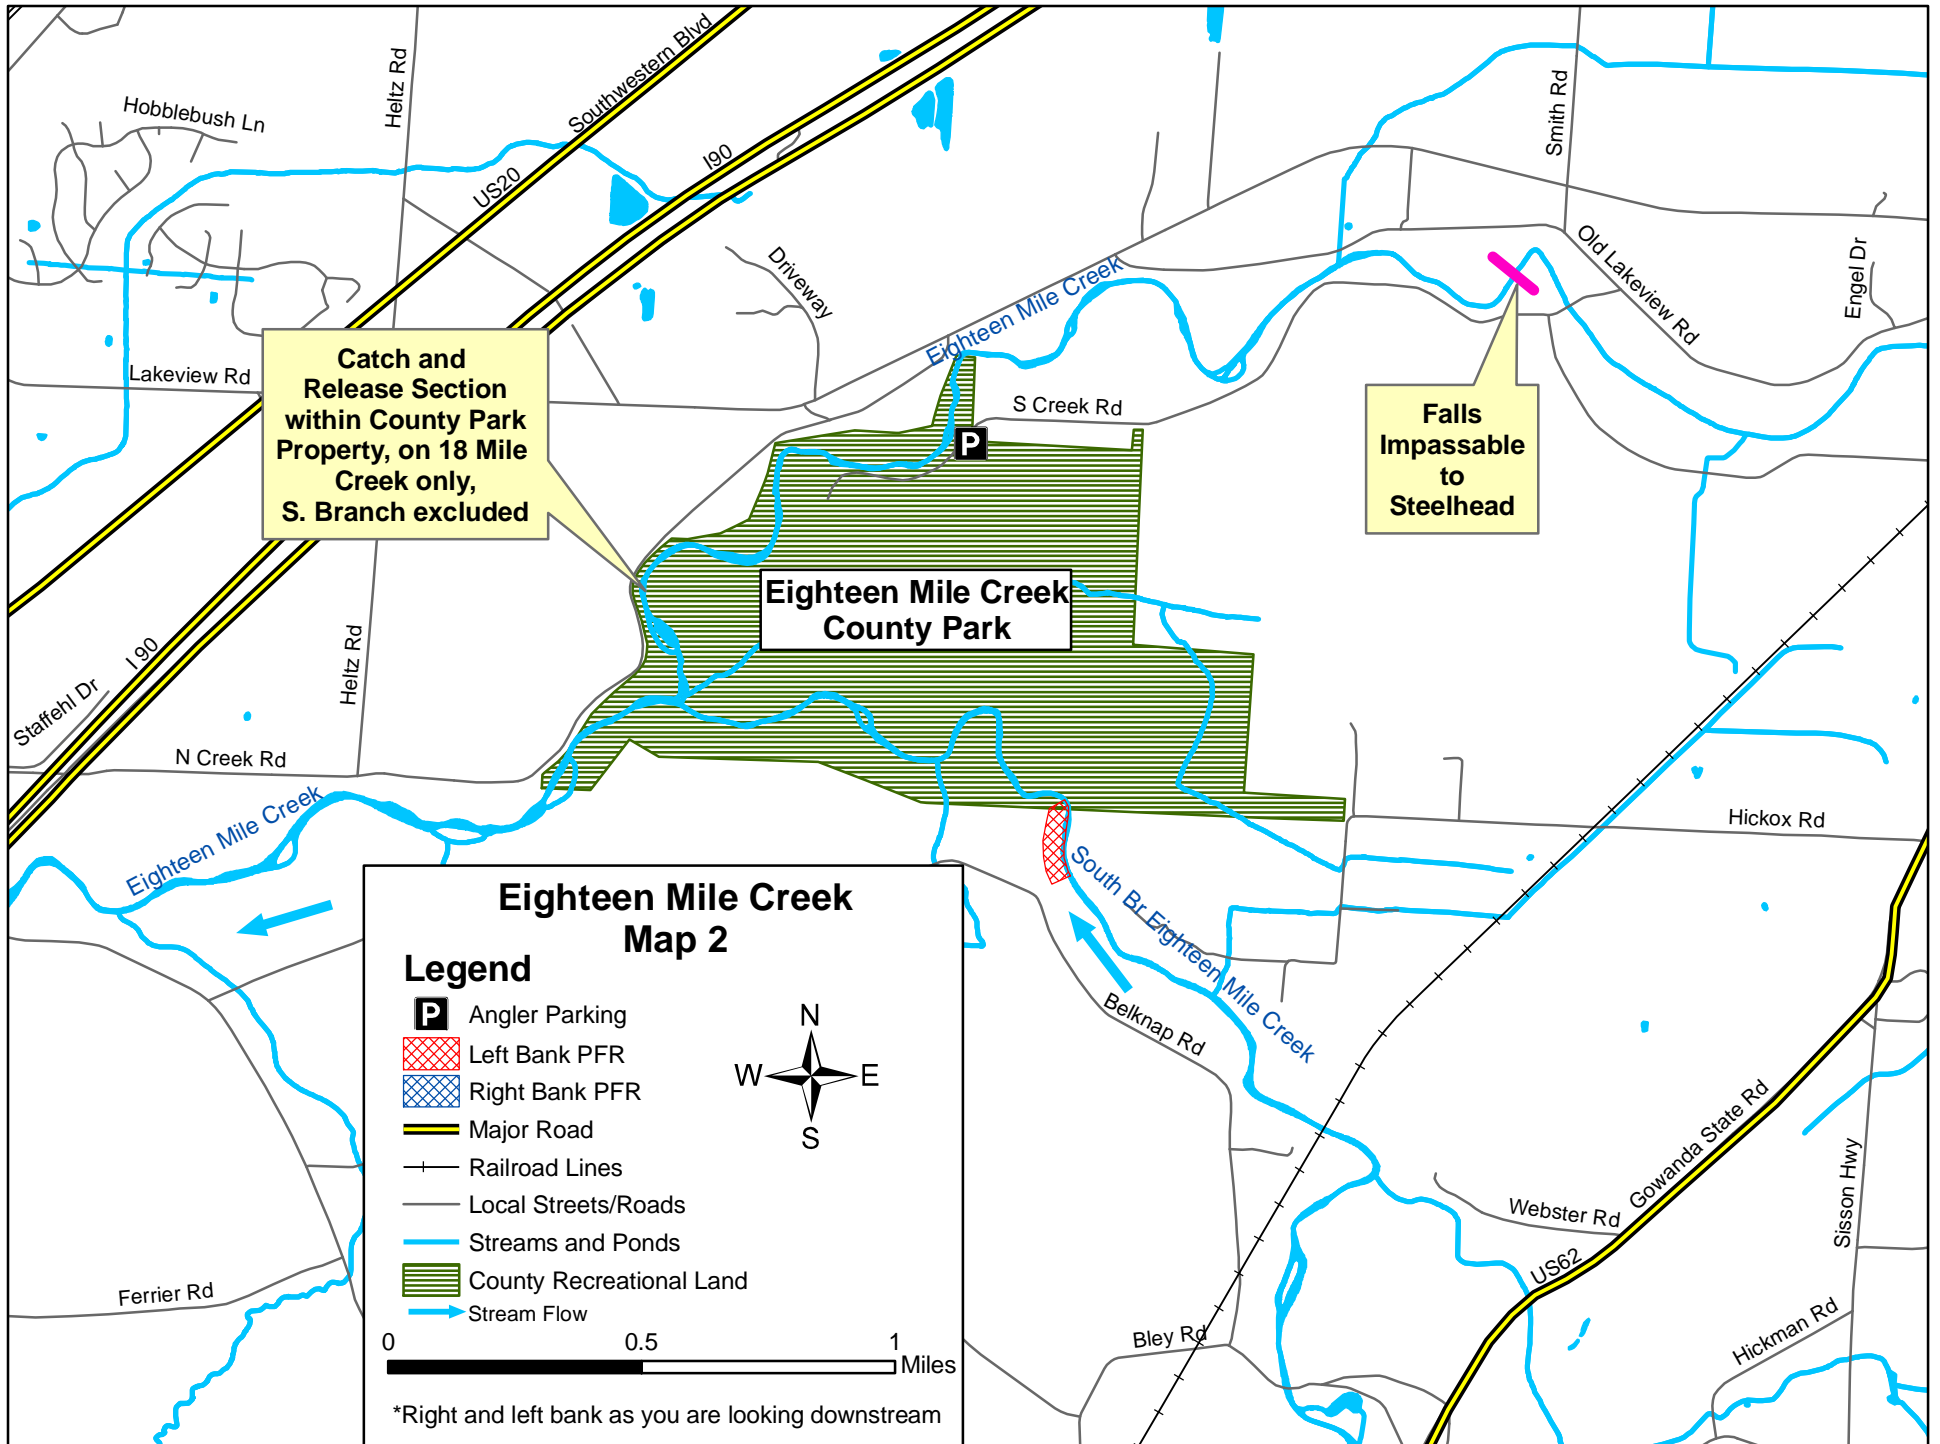 Hobblebush Ln
Heltz Rd
Southwestern Blvd
US20
I90
Smith Rd
Driveway
Eighteen Mile Creek
Old Lakeview Rd
Engel Dr
Lakeview Rd
Catch and
Release Section
within County Park
Property, on 18 Mile
Creek only,
S. Branch excluded
S Creek Rd
P
Falls
Impassable
to
Steelhead
Eighteen Mile Creek
County Park
I 90
Heltz Rd
Staffehl Dr
N Creek Rd
Eighteen Mile Creek
Hickox Rd
South Br Eighteen Mile Creek
Belknap Rd
Gowanda State Rd
Webster Rd
US62
Sisson Hwy
Hickman Rd
Bley Rd
Ferrier Rd
Eighteen Mile Creek
Map 2
Legend
P Angler Parking
Left Bank PFR
Right Bank PFR
Major Road
Railroad Lines
Local Streets/Roads
Streams and Ponds
County Recreational Land
Stream Flow
N
W E
S
0 0.5 1
Miles
*Right and left bank as you are looking downstream